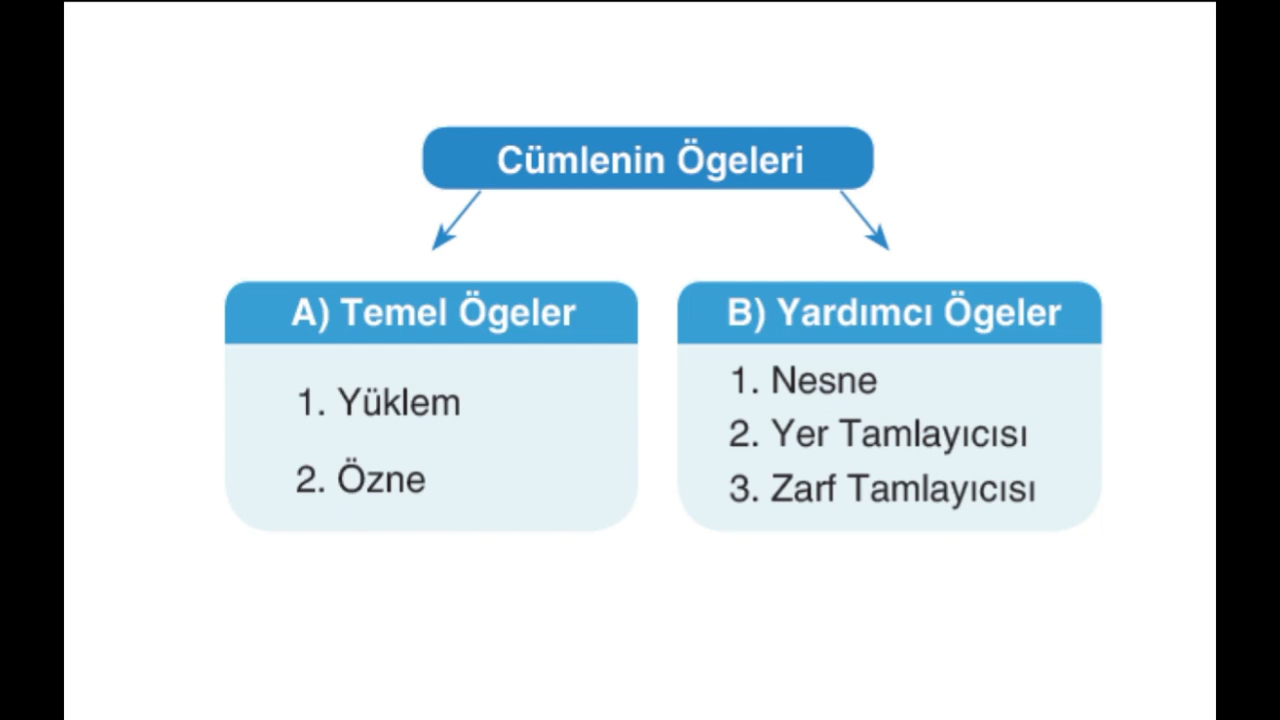 Cümlenin Ögeleri
A) Temel Ögeler
1. Yüklem
2. Özne
B) Yardımcı Ögeler
1. Nesne
2. Yer Tamlayıcısı
3. Zarf Tamlayıcısı